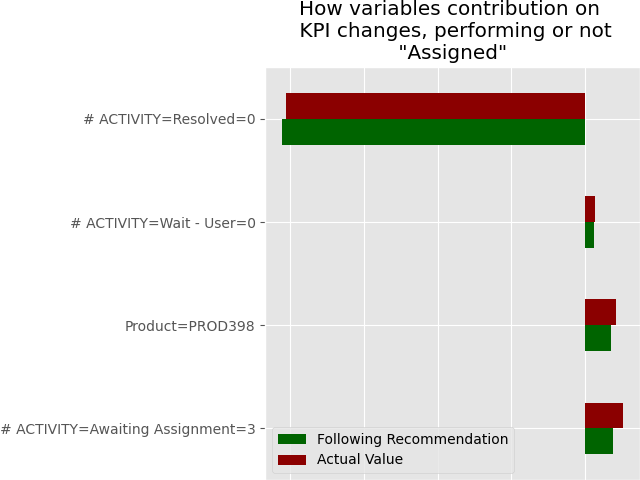 How variables contribution on
KPI changes, performing or not
"Assigned"
# ACTIVITY=Resolved=0
# ACTIVITY=Wait - User=0
Product=PROD398
# ACTIVITY=Awaiting Assignment=3
Following Recommendation
Actual Value